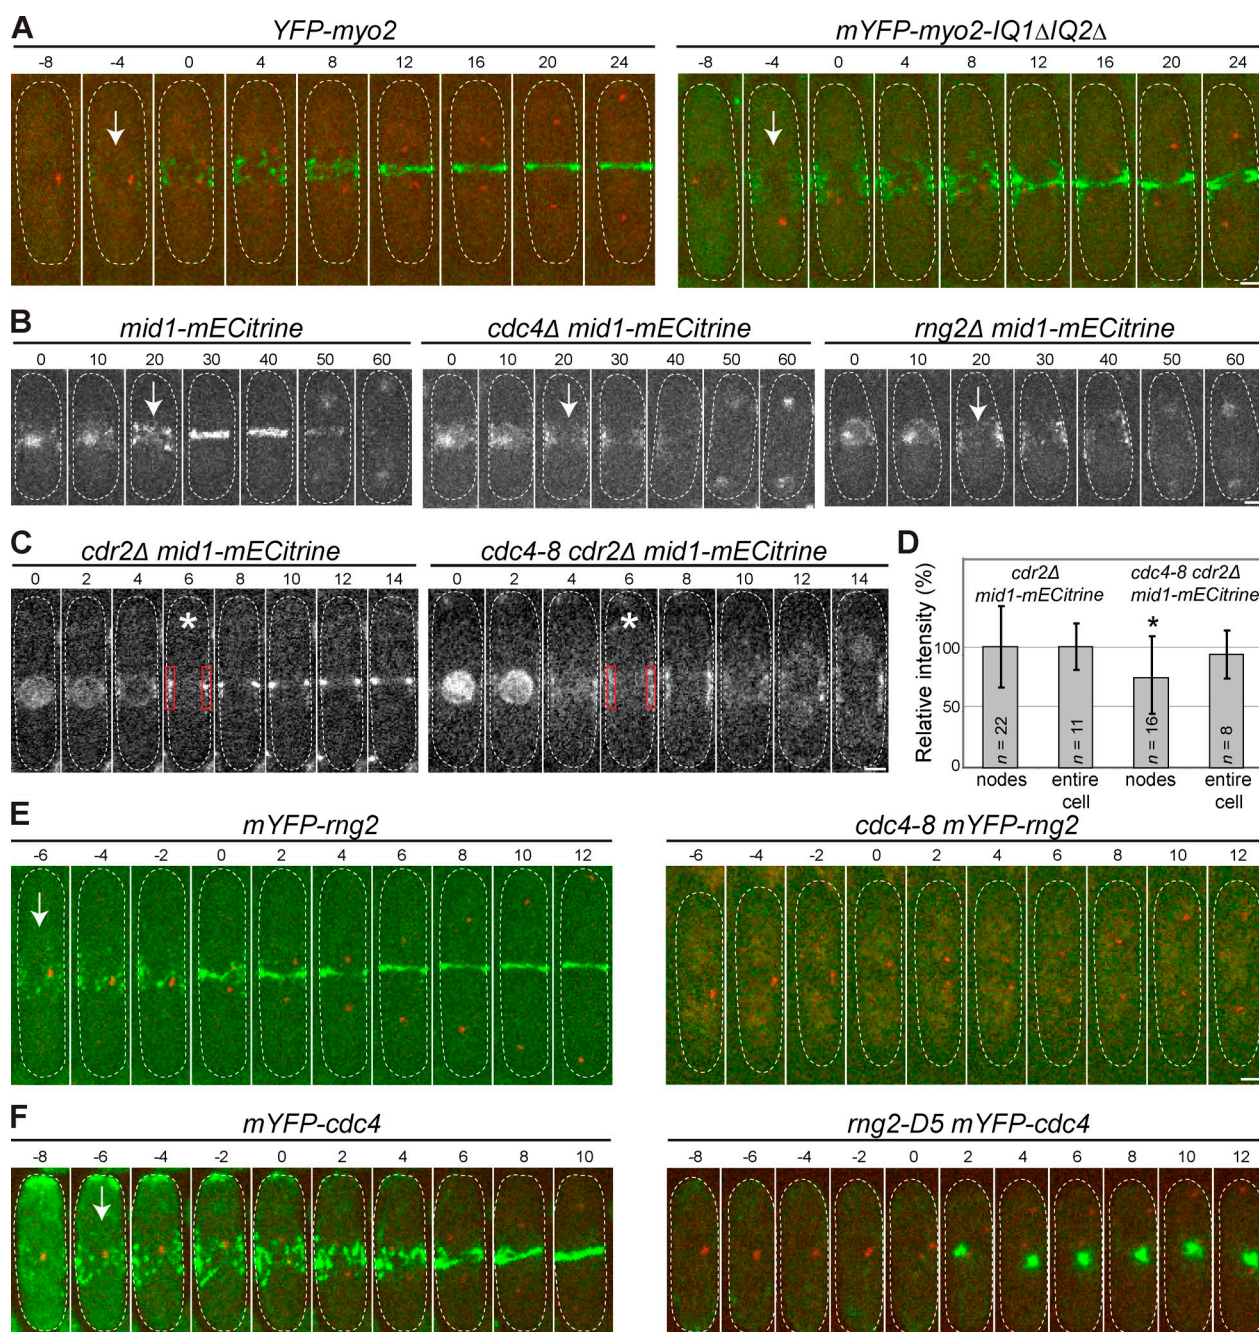 A
YFP-myo2
mYFP-myo2-IQ1ΔIQ2Δ
-8 -4 0 4 8 12 16 20 24
-8 -4 0 4 8 12 16 20 24
B
mid1-mECitrine
cdc4Δ mid1-mECitrine
rng2Δ mid1-mECitrine
0 10 20 30 40 50 60
0 10 20 30 40 50 60
0 10 20 30 40 50 60
C
cdr2Δ mid1-mECitrine
cdc4-8 cdr2Δ mid1-mECitrine
0 2 4 6 8 10 12 14
0 2 4 6 8 10 12 14
*
*
D
Relative intensity (%)
cdr2Δ
mid1-mECitrine
cdc4-8 cdr2Δ
mid1-mECitrine
*
100
50
0
n = 22
n = 11
n = 16
n = 8
nodes
entire
cell
nodes
entire
cell
E
mYFP-rng2
cdc4-8 mYFP-rng2
-6 -4 -2 0 2 4 6 8 10 12
-6 -4 -2 0 2 4 6 8 10 12
F
mYFP-cdc4
rng2-D5 mYFP-cdc4
-8 -6 -4 -2 0 2 4 6 8 10
-8 -6 -4 -2 0 2 4 6 8 10 12